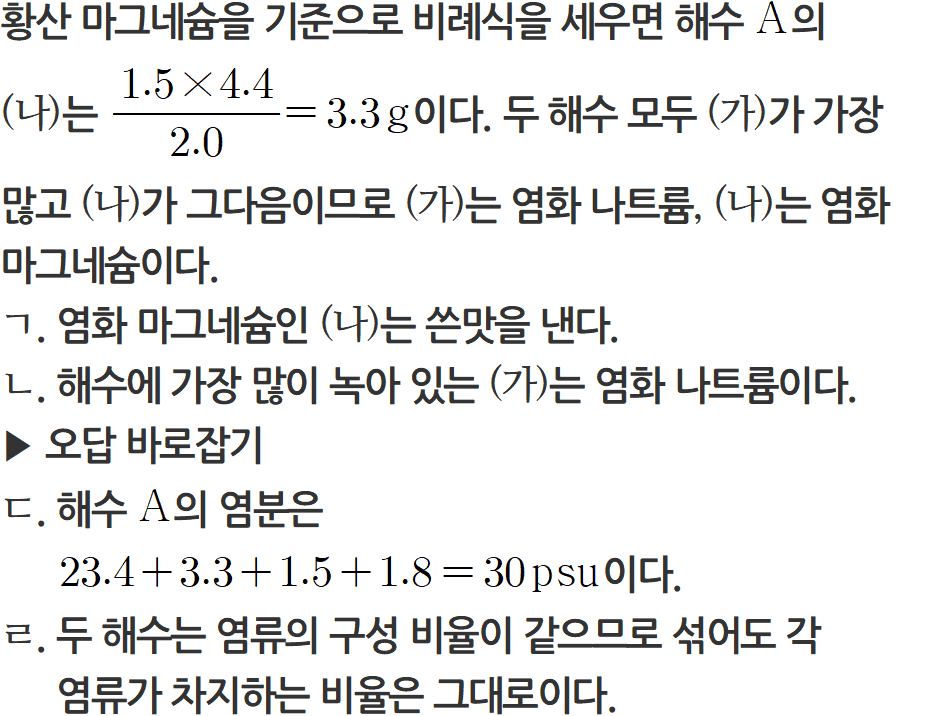 황산 마그네슘을 기준으로 비례식을 세우면 해수 A의
(나)는 1.5×4.4/2.0 = 3.3 g이다. 두 해수 모두 (가)가 가장
많고 (나)가 그다음이므로 (가)는 염화 나트륨, (나)는 염화
마그네슘이다.
ㄱ. 염화 마그네슘인 (나)는 쓴맛을 낸다.
ㄴ. 해수에 가장 많이 녹아 있는 (가)는 염화 나트륨이다.
▶ 오답 바로잡기
ㄷ. 해수 A의 염분은
23.4+3.3+1.5+1.8=30psu이다.
ㄹ. 두 해수는 염류의 구성 비율이 같으므로 섞어도 각
염류가 차지하는 비율은 그대로이다.